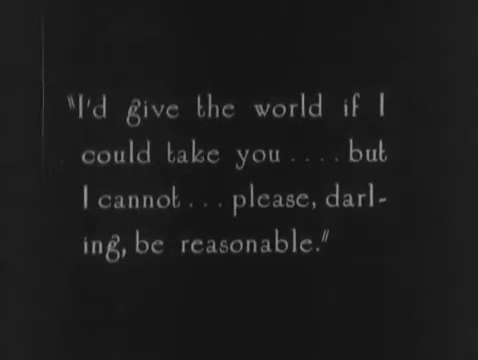 "I'd give the world if I
could take you .... but
I cannot ... please, darl-
ing, be reasonable."